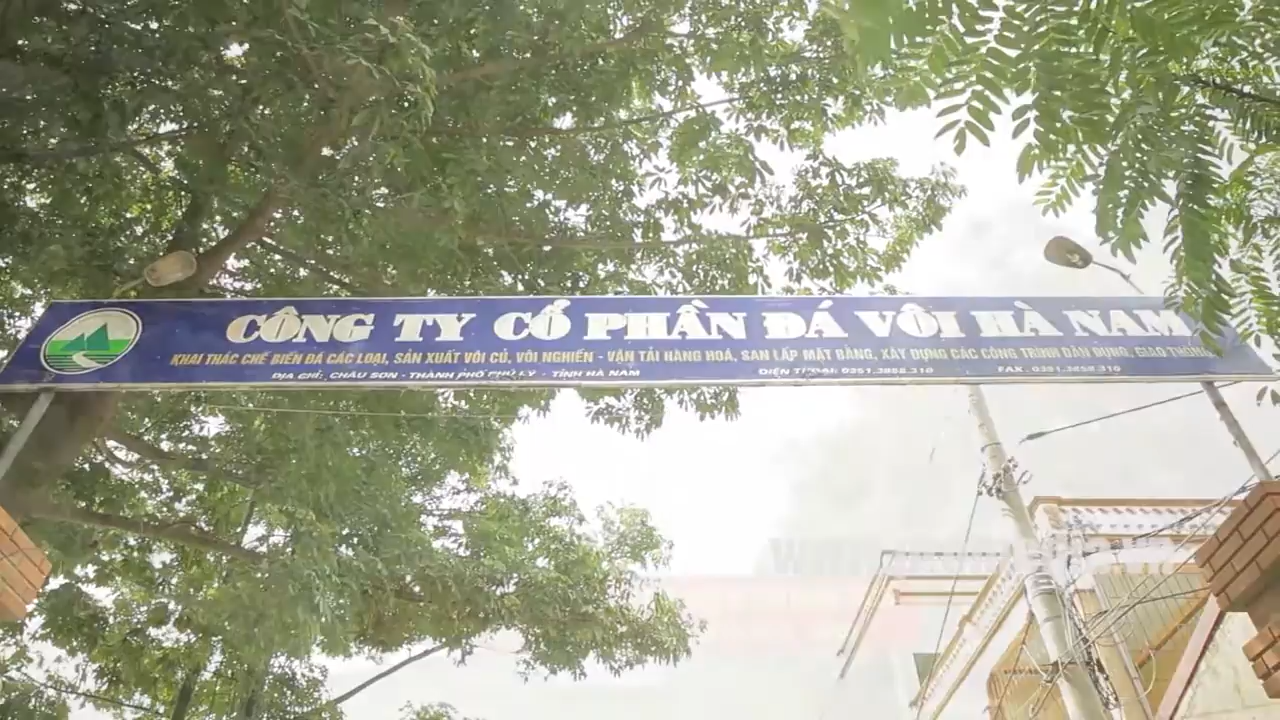 CÔNG TY CỔ PHẦN ĐÁ VÔI HÀ NAM
KHAI THÁC CHẾ BIẾN ĐÁ CÁC LOẠI, SẢN XUẤT VÔI CỦ, VÔI NGHIỀN - VẬN TẢI HÀNG HOÁ, SAN LẤP MẶT BẰNG, XÂY DỰNG CÁC CÔNG TRÌNH DÂN DỤNG, GIAO THÔNG
ĐỊA CHỈ: CHÂU SƠN - THÀNH PHỐ PHỦ LÝ - TỈNH HÀ NAM ĐIỆN THOẠI: 0351.3858.310 FAX: 0351.3858.310